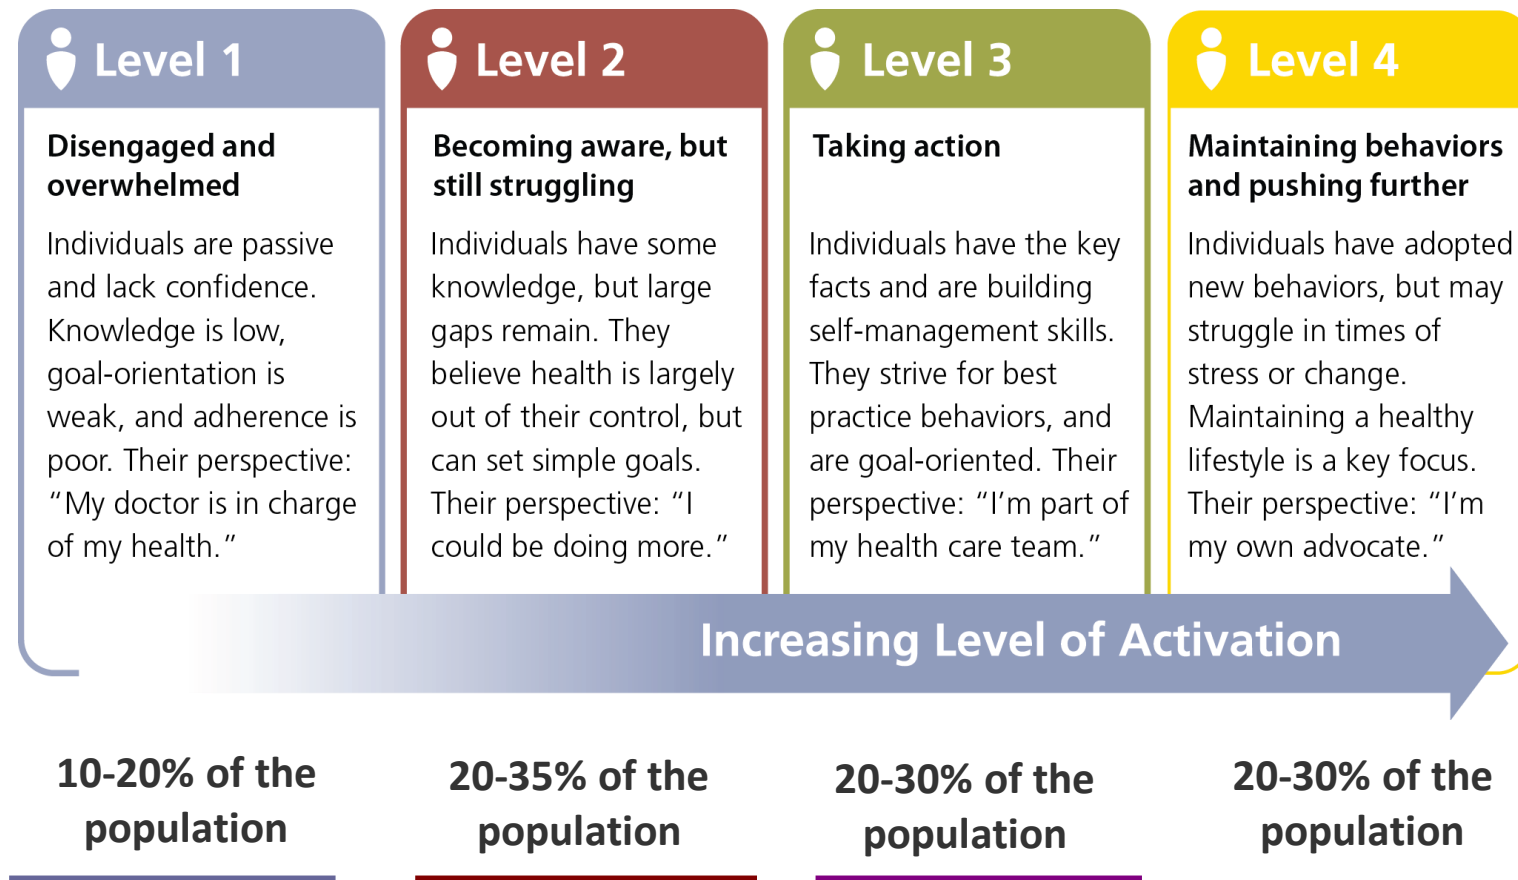 Level 1
Disengaged and
overwhelmed
Individuals are passive
and lack confidence.
Knowledge is low,
goal-orientation is
weak, and adherence is
poor. Their perspective:
“My doctor is in charge
of my health.”
Level 2
Becoming aware, but
still struggling
Individuals have some
knowledge, but large
gaps remain. They
believe health is largely
out of their control, but
can set simple goals.
Their perspective: “I
could be doing more.”
Level 3
Taking action
Individuals have the key
facts and are building
self-management skills.
They strive for best
practice behaviors, and
are goal-oriented. Their
perspective: “I’m part of
my health care team.”
Level 4
Maintaining behaviors
and pushing further
Individuals have adopted
new behaviors, but may
struggle in times of
stress or change.
Maintaining a healthy
lifestyle is a key focus.
Their perspective: “I’m
my own advocate.”
Increasing Level of Activation
10-20% of the
population
20-35% of the
population
20-30% of the
population
20-30% of the
population